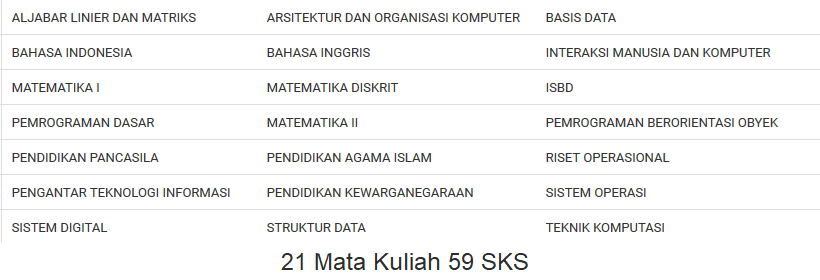 ALJABAR LINIER DAN MATRIKS ARSITEKTUR DAN ORGANISASI KOMPUTER BASIS DATA
BAHASA INDONESIA BAHASA INGGRIS INTERAKSI MANUSIA DAN KOMPUTER
MATEMATIKA I MATEMATIKA DISKRIT ISBD
PEMROGRAMAN DASAR MATEMATIKA II PEMROGRAMAN BERORIENTASI OBYEK
PENDIDIKAN PANCASILA PENDIDIKAN AGAMA ISLAM RISET OPERASIONAL
PENGANTAR TEKNOLOGI INFORMASI PENDIDIKAN KEWARGANEGARAAN SISTEM OPERASI
SISTEM DIGITAL STRUKTUR DATA TEKNIK KOMPUTASI
21 Mata Kuliah 59 SKS